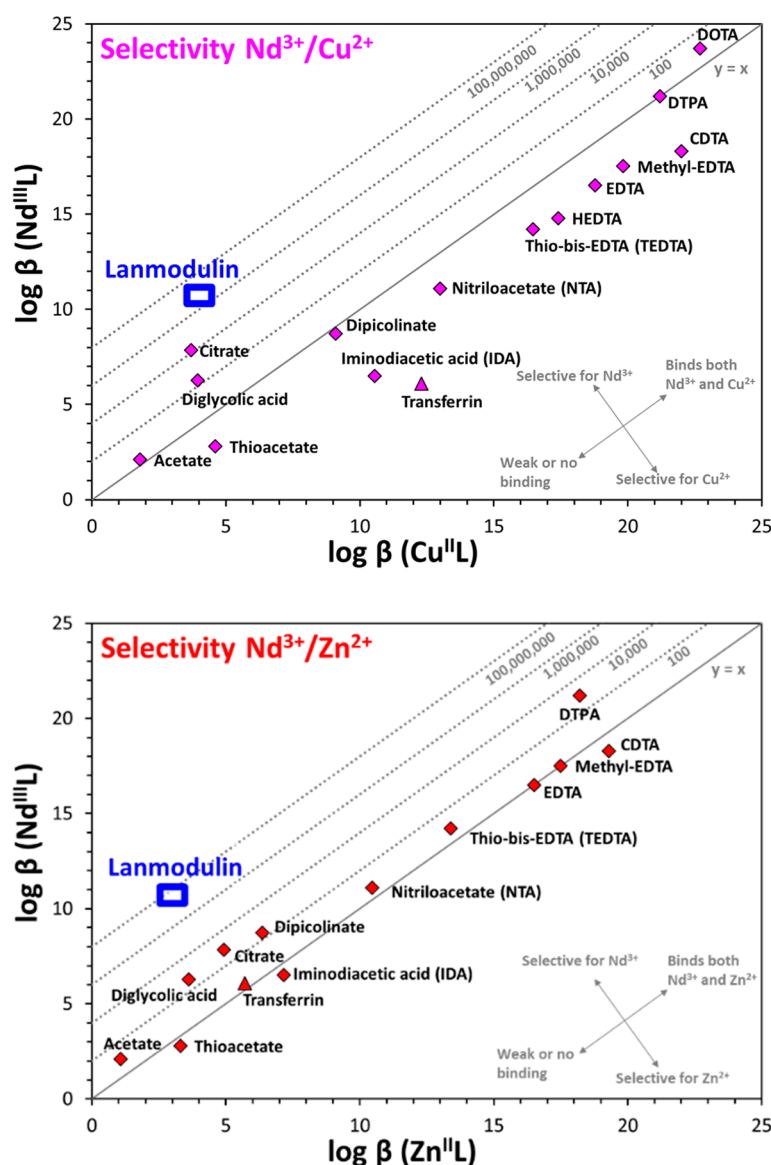 Selectivity Nd³⁺/Cu²⁺
25
20
15
10
5
0
0
5
10
15
20
25
log β (NdᴵᴵᴵL)
log β (CuᴵᴵL)
100,000,000
1,000,000
10,000
100
y = x
DOTA
DTPA
CDTA
Methyl-EDTA
EDTA
HEDTA
Thio-bis-EDTA (TEDTA)
Lanmodulin
Nitriloacetate (NTA)
Dipicolinate
Citrate
Iminodiacetic acid (IDA)
Diglycolic acid
Transferrin
Thioacetate
Acetate
Selective for Nd³⁺
Binds both
Nd³⁺ and Cu²⁺
Weak or no
binding
Selective for Cu²⁺
Selectivity Nd³⁺/Zn²⁺
25
20
15
10
5
0
0
5
10
15
20
25
log β (NdᴵᴵᴵL)
log β (ZnᴵᴵL)
100,000,000
1,000,000
10,000
100
y = x
DTPA
CDTA
Methyl-EDTA
EDTA
Thio-bis-EDTA (TEDTA)
Lanmodulin
Nitriloacetate (NTA)
Dipicolinate
Citrate
Iminodiacetic acid (IDA)
Diglycolic acid
Transferrin
Acetate
Thioacetate
Selective for Nd³⁺
Binds both
Nd³⁺ and Zn²⁺
Weak or no
binding
Selective for Zn²⁺